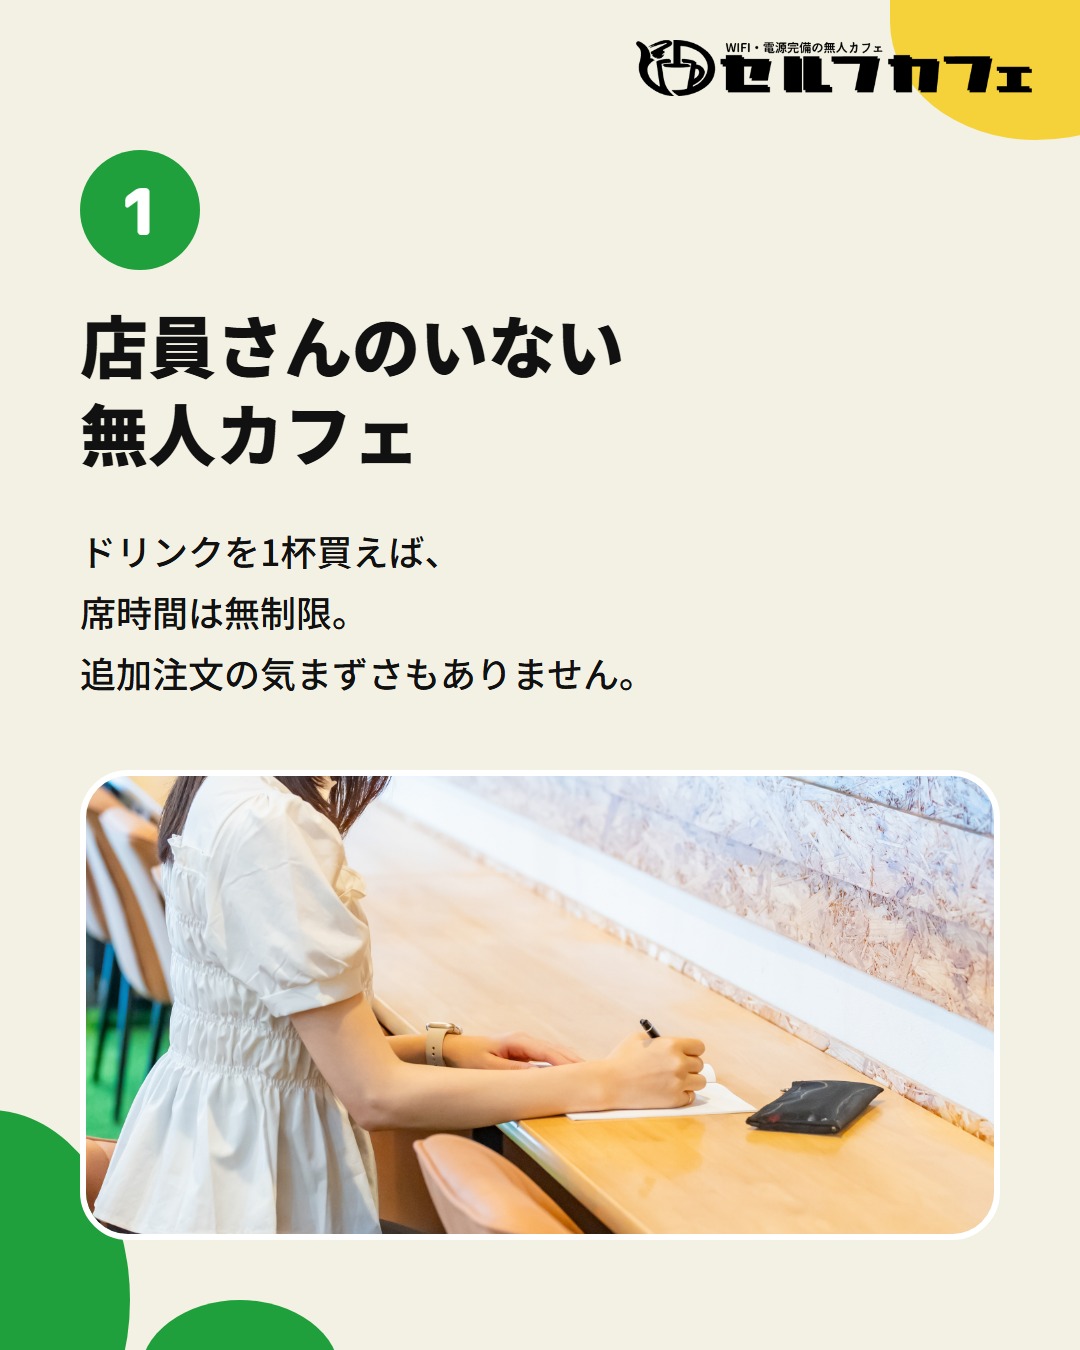 WIFI・電源完備の無人カフェ
セルフカフェ
1
店員さんのいない
無人カフェ
ドリンクを1杯買えば、
席時間は無制限。
追加注文の気まずさもありません。